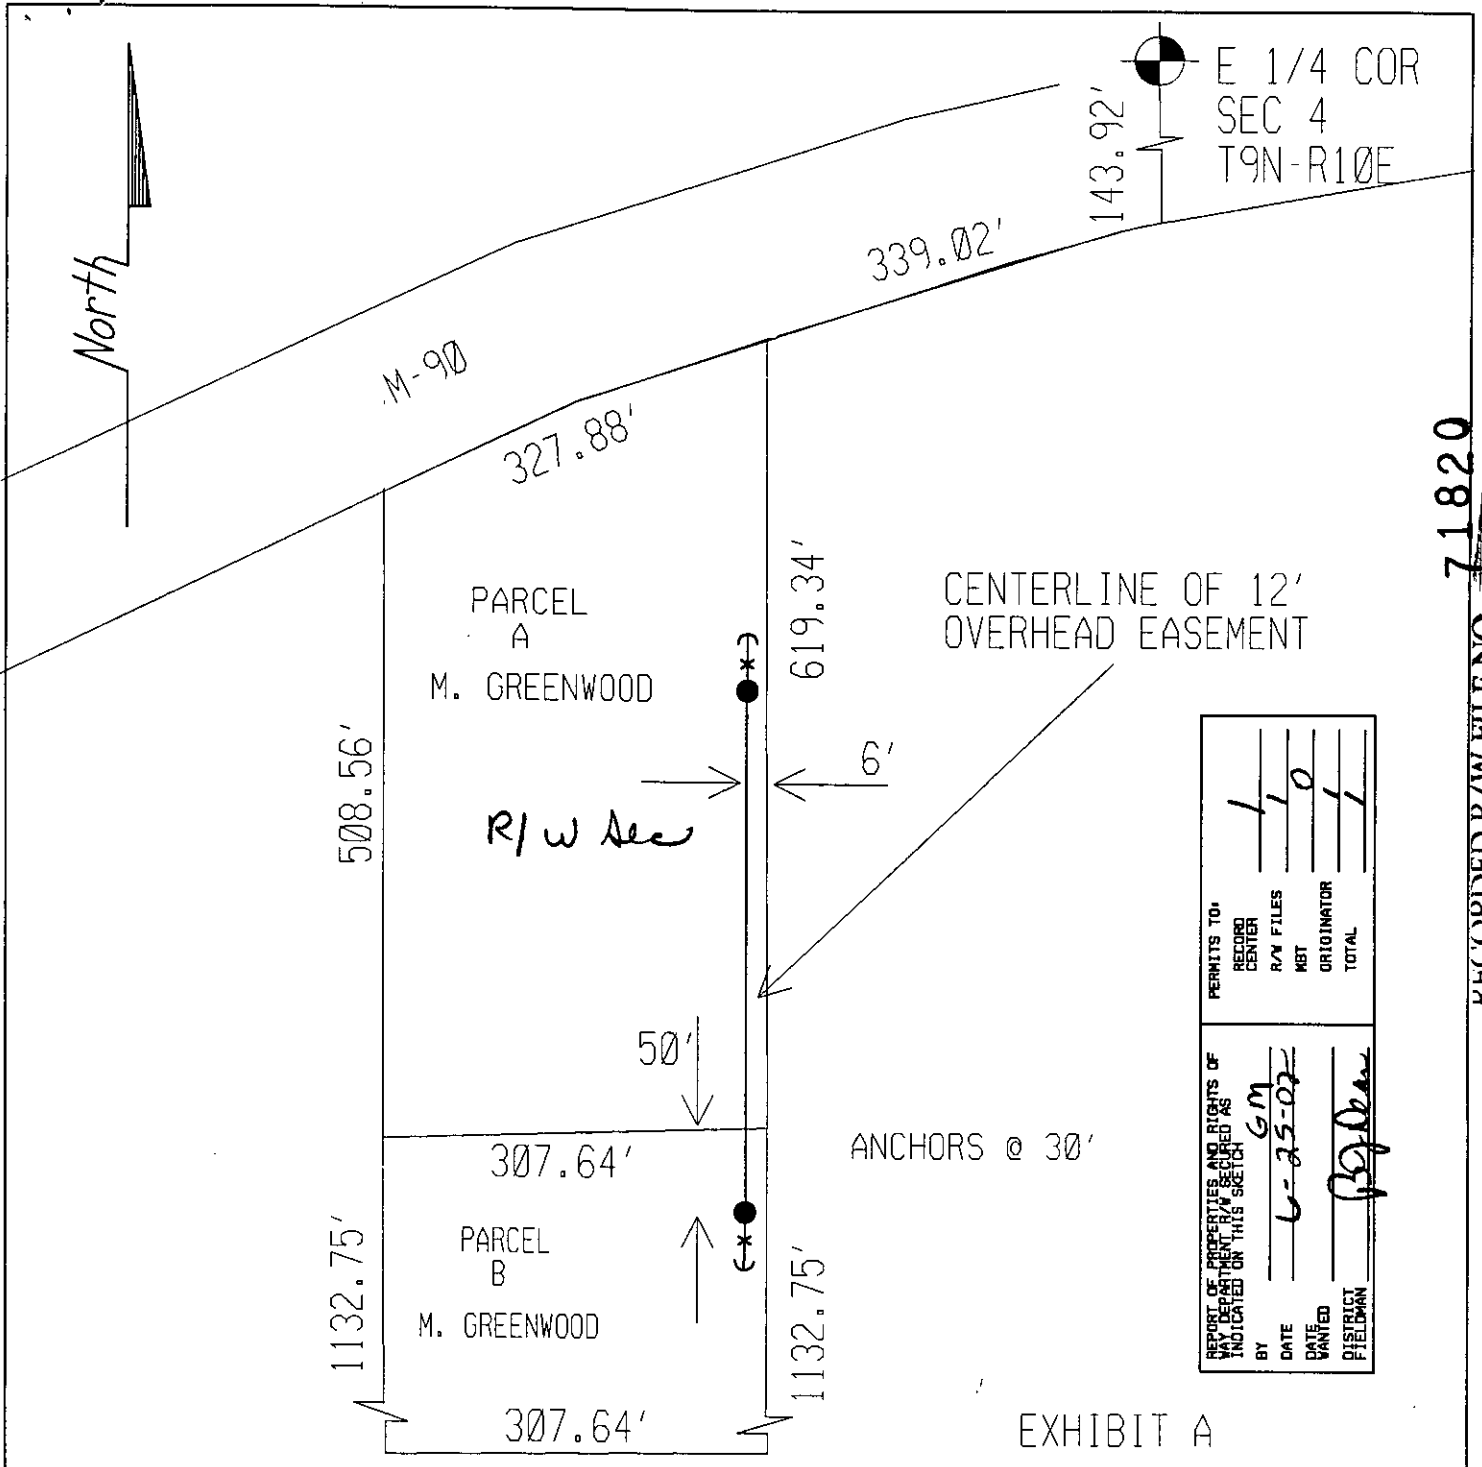 E 1/4 COR
SEC 4
T9N-R10E
143.92'
339.02'
North
M-90
327.88'
71820
PARCEL
A
M. GREENWOOD
619.34'
CENTERLINE OF 12'
OVERHEAD EASEMENT
508.56'
6'
R/W Sec
50'
307.64'
ANCHORS @ 30'
PARCEL
B
M. GREENWOOD
1132.75'
1132.75'
307.64'
EXHIBIT A
PERMITS TO:
RECORD CENTER 1
R/W FILES 1
MBT 0
ORIGINATOR 1
TOTAL 1
REPORT OF PROPERTIES AND RIGHTS OF
WAY DEPARTMENT R/W SECURED AS
INDICATED ON THIS SKETCH
BY GM
DATE 6-25-02
DATE WANTED
DISTRICT FIELDMAN
RECORDED R/W FILE NO.